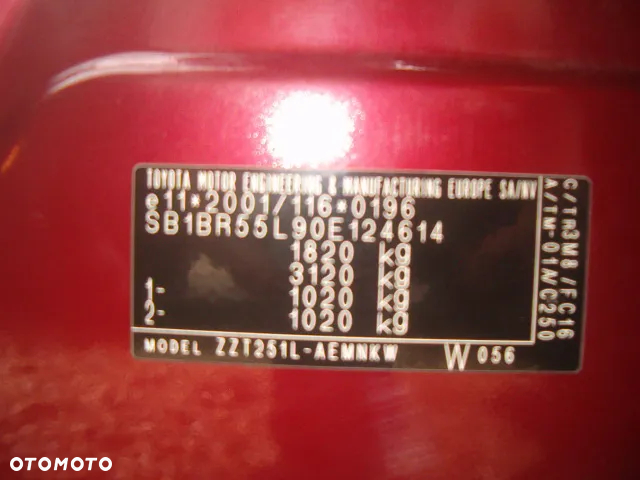 TOYOTA MOTOR ENGINEERING & MANUFACTURING EUROPE SA/NV
e11*2001/116*0196
SB1BR55L90E124614
1820 kg
3120 kg
1- 1020 kg
2- 1020 kg
MODEL ZZT251L-AEMNKW W 056
C/TR3M8/FC16
A/TM-01A/C250
OTOMOTO